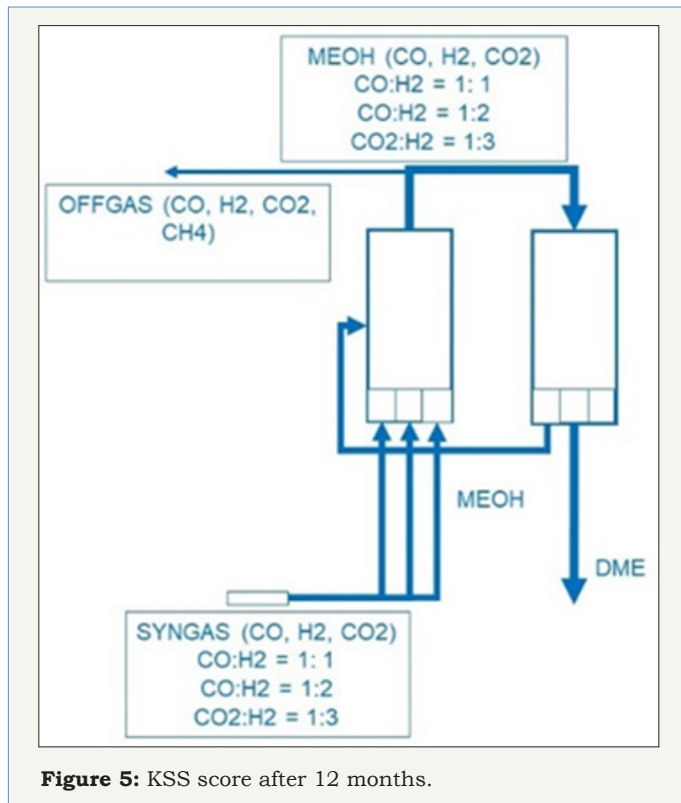 MEOH (CO, H2, CO2)
CO:H2 = 1: 1
CO:H2 = 1:2
CO2:H2 = 1:3
OFFGAS (CO, H2, CO2,
CH4)
MEOH
DME
SYNGAS (CO, H2, CO2)
CO:H2 = 1: 1
CO:H2 = 1:2
CO2:H2 = 1:3
Figure 5: KSS score after 12 months.